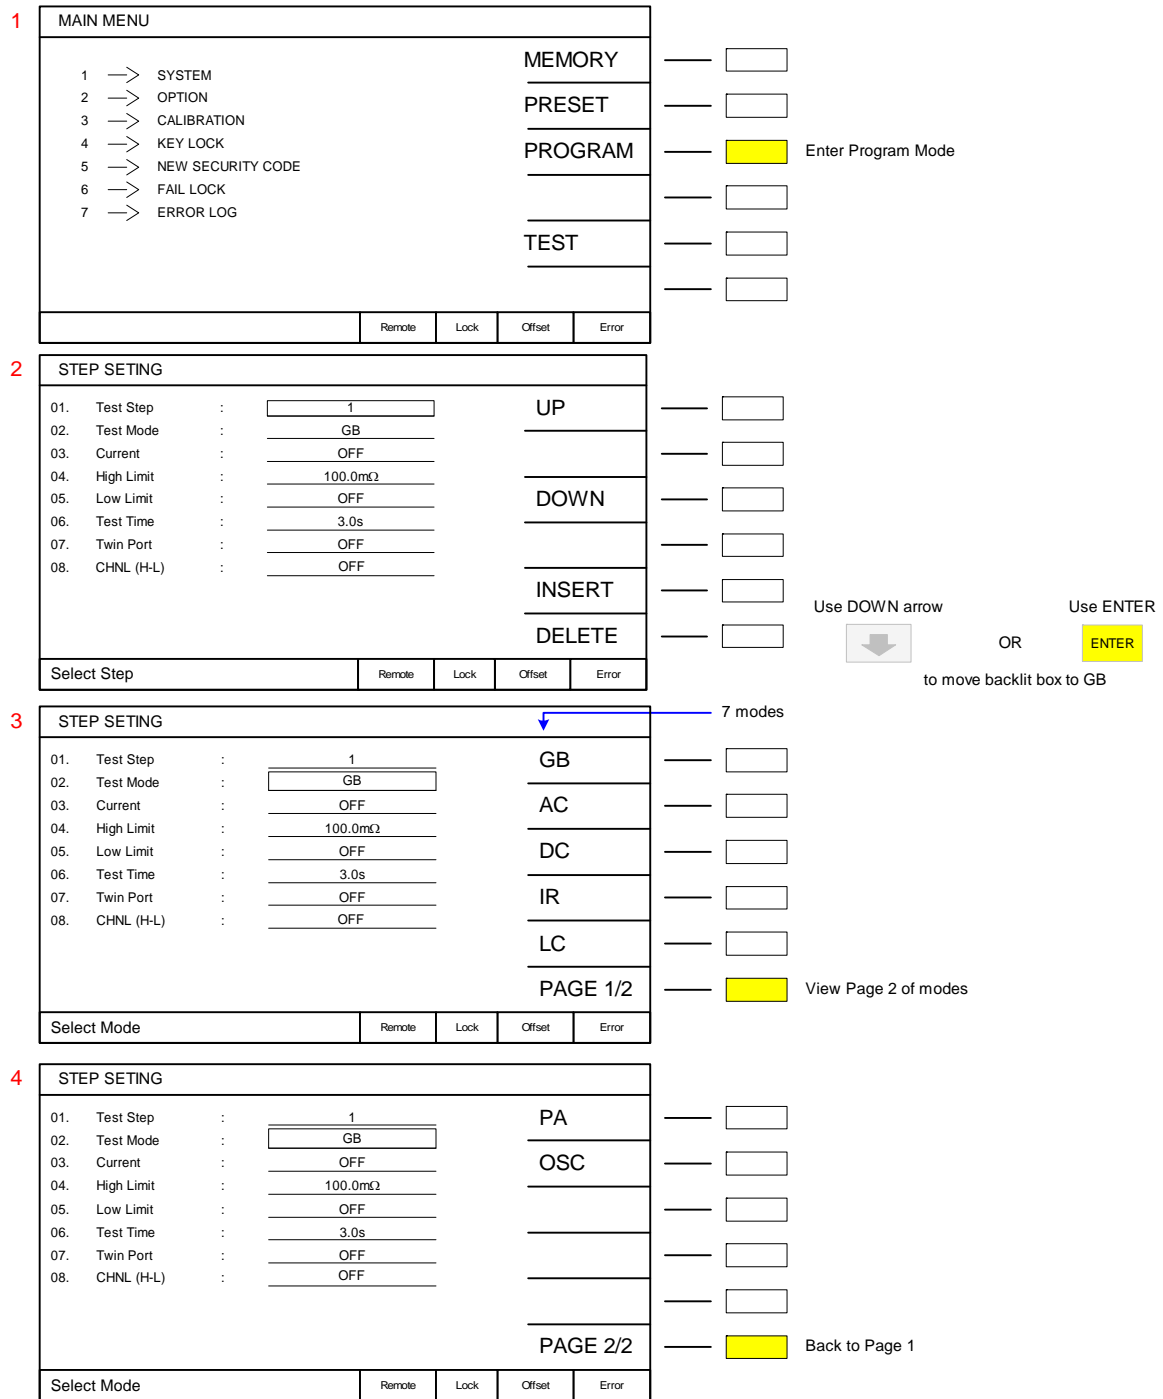 1
MAIN MENU
MEMORY
1 SYSTEM
2 OPTION
PRESET
3 CALIBRATION
4 KEY LOCK
PROGRAM
Enter Program Mode
5 NEW SECURITY CODE
6 FAIL LOCK
7 ERROR LOG
TEST
Remote Lock Offset Error
2
STEP SETING
01. Test Step : 1
UP
02. Test Mode : GB
03. Current : OFF
04. High Limit : 100.0mΩ
05. Low Limit : OFF
DOWN
06. Test Time : 3.0s
07. Twin Port : OFF
08. CHNL (H-L) : OFF
INSERT
DELETE
Use DOWN arrow
Use ENTER
OR
ENTER
to move backlit box to GB
Select Step Remote Lock Offset Error
3
STEP SETING
7 modes
01. Test Step : 1
GB
02. Test Mode : GB
03. Current : OFF
AC
04. High Limit : 100.0mΩ
05. Low Limit : OFF
DC
06. Test Time : 3.0s
07. Twin Port : OFF
IR
08. CHNL (H-L) : OFF
LC
PAGE 1/2
View Page 2 of modes
Select Mode Remote Lock Offset Error
4
STEP SETING
01. Test Step : 1
PA
02. Test Mode : GB
03. Current : OFF
OSC
04. High Limit : 100.0mΩ
05. Low Limit : OFF
06. Test Time : 3.0s
07. Twin Port : OFF
08. CHNL (H-L) : OFF
PAGE 2/2
Back to Page 1
Select Mode Remote Lock Offset Error